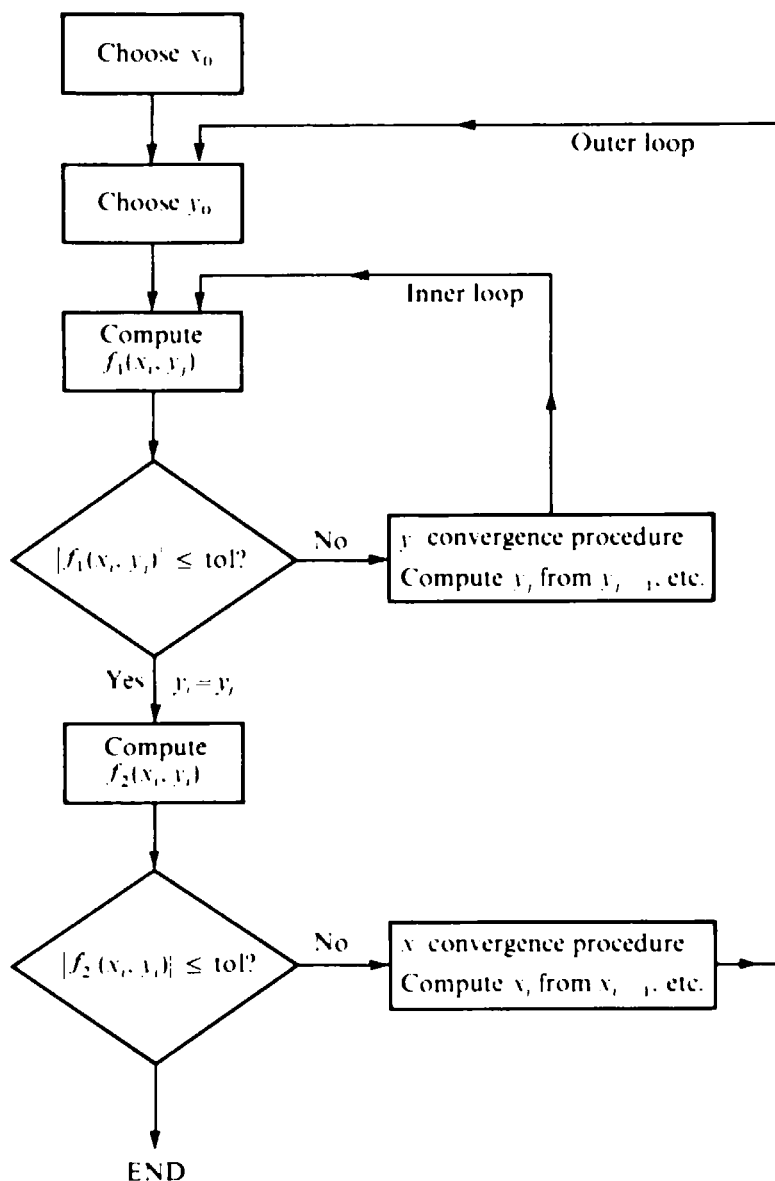 Choose x₀
Outer loop
Choose y₀
Inner loop
Compute
f₁(xᵢ, yⱼ)
|f₁(xᵢ, yⱼ)| ≤ tol?
No
y convergence procedure
Compute yⱼ from yⱼ₋₁, etc.
Yes yᵢ = yⱼ
Compute
f₂(xᵢ, yᵢ)
|f₂(xᵢ, yᵢ)| ≤ tol?
No
x convergence procedure
Compute xᵢ from xᵢ₋₁, etc.
END